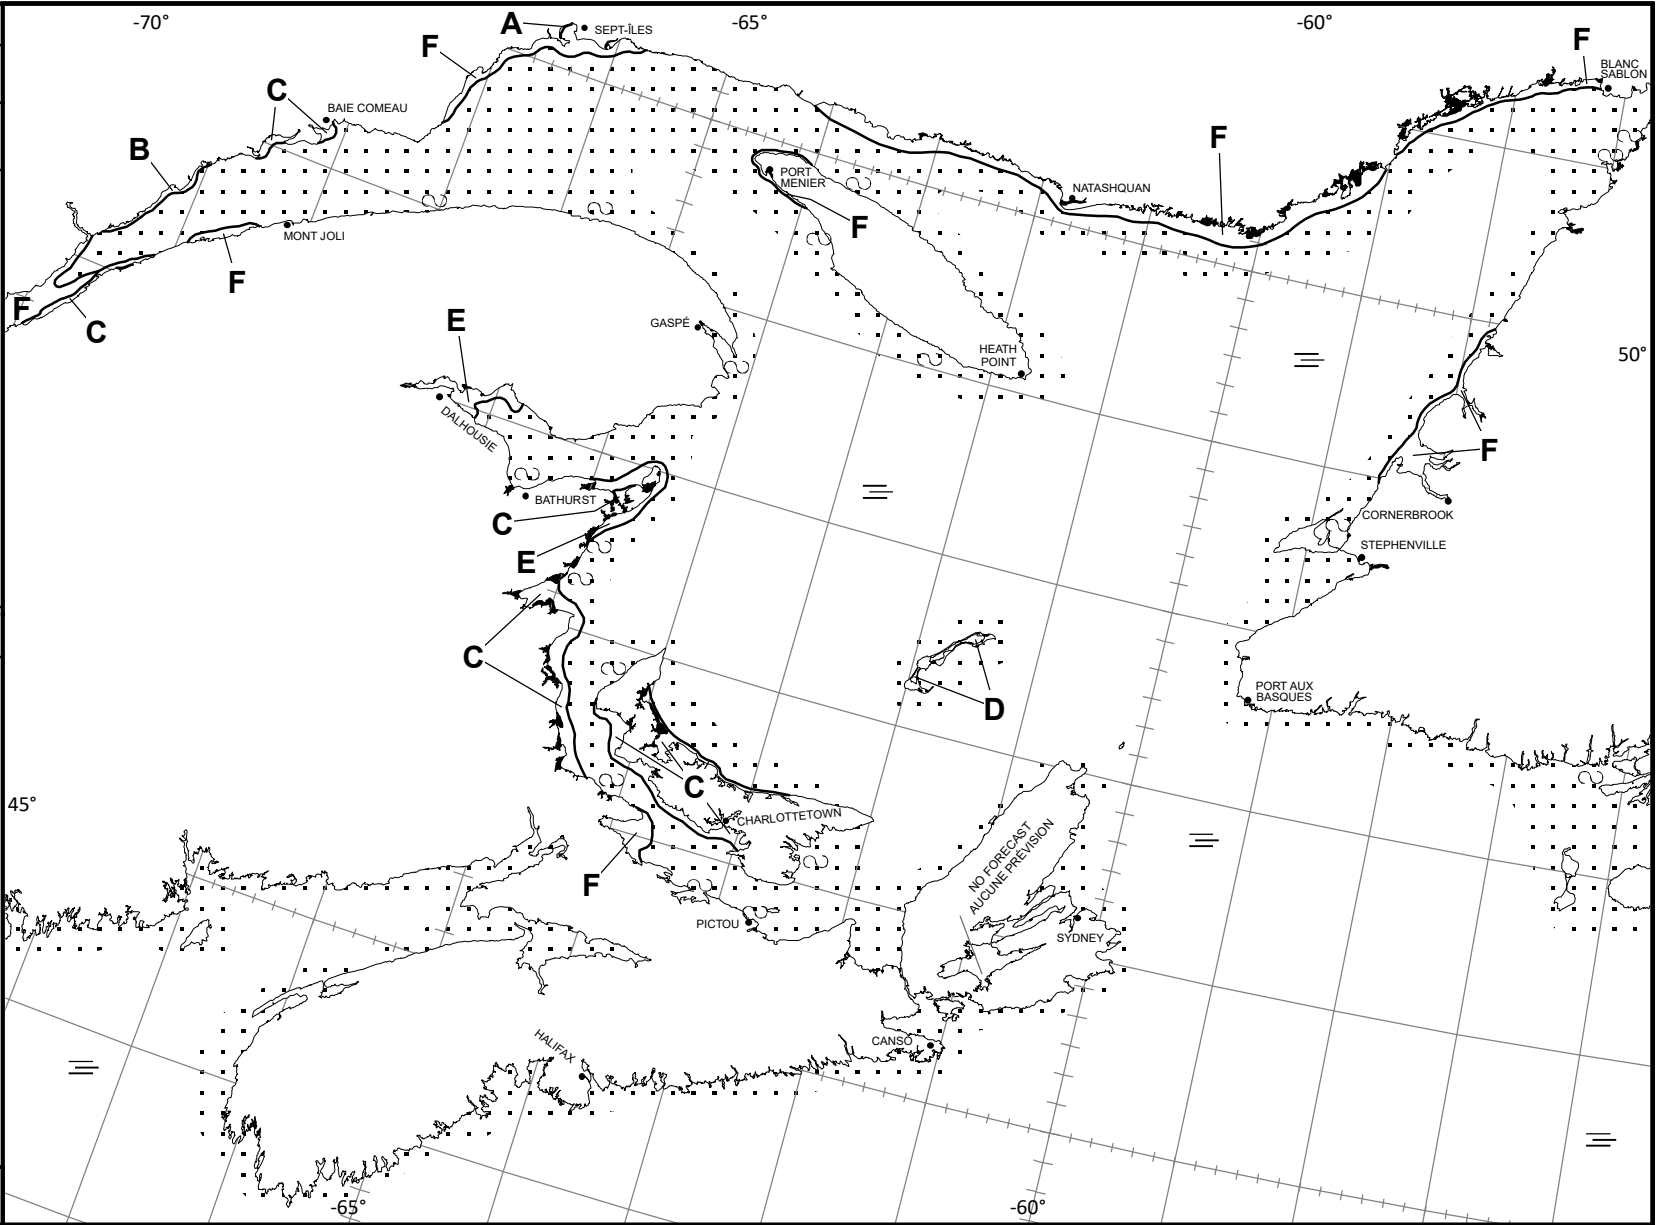 -70°
A
SEPT-ÎLES
-65°
-60°
F
F
BLANC
SABLON
C
BAIE COMEAU
B
F
PORT
MENIER
NATASHQUAN
F
MONT JOLI
F
F
C
GASPÉ
E
HEATH
POINT
50°
DALHOUSIE
F
BATHURST
C
CORNERBROOK
E
STEPHENVILLE
C
D
PORT AUX
BASQUES
C
45°
CHARLOTTETOWN
NO FORECAST
AUCUNE PRÉVISION
F
PICTOU
SYDNEY
HALIFAX
CANSO
-65°
-60°